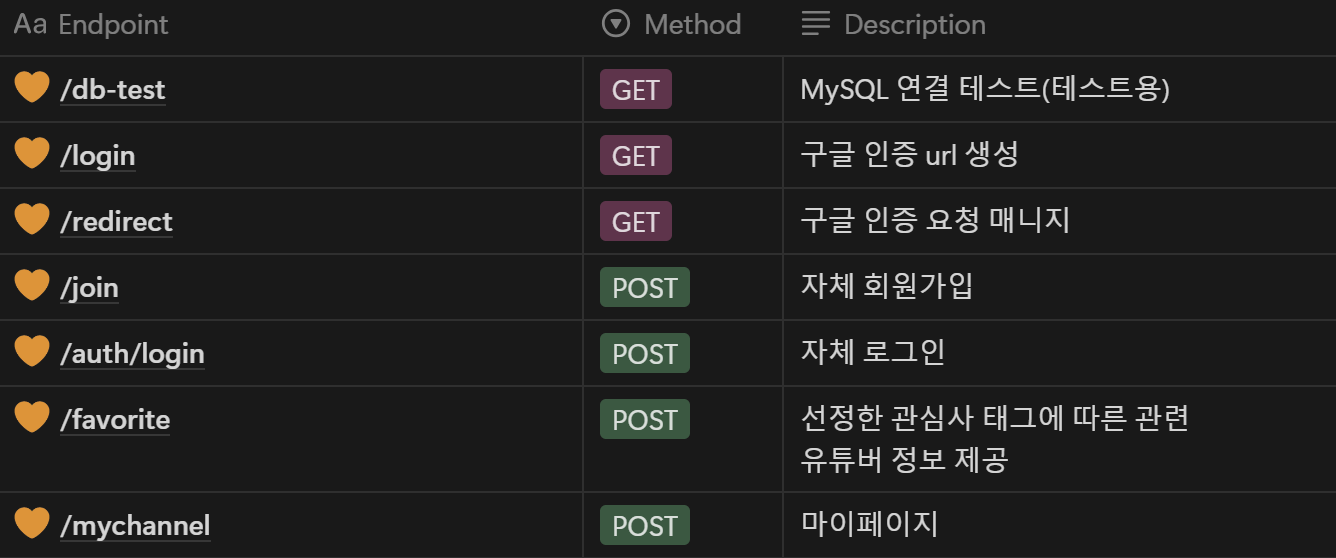 Aa Endpoint Method Description
/db-test GET MySQL 연결 테스트(테스트용)
/login GET 구글 인증 url 생성
/redirect GET 구글 인증 요청 매니지
/join POST 자체 회원가입
/auth/login POST 자체 로그인
/favorite POST 선정한 관심사 태그에 따른 관련
유튜버 정보 제공
/mychannel POST 마이페이지